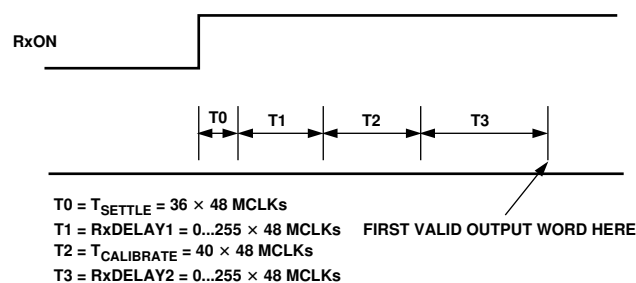 RxON
T0 T1 T2 T3
T0 = TSETTLE = 36 × 48 MCLKs
T1 = RxDELAY1 = 0...255 × 48 MCLKs
FIRST VALID OUTPUT WORD HERE
T2 = TCALIBRATE = 40 × 48 MCLKs
T3 = RxDELAY2 = 0...255 × 48 MCLKs